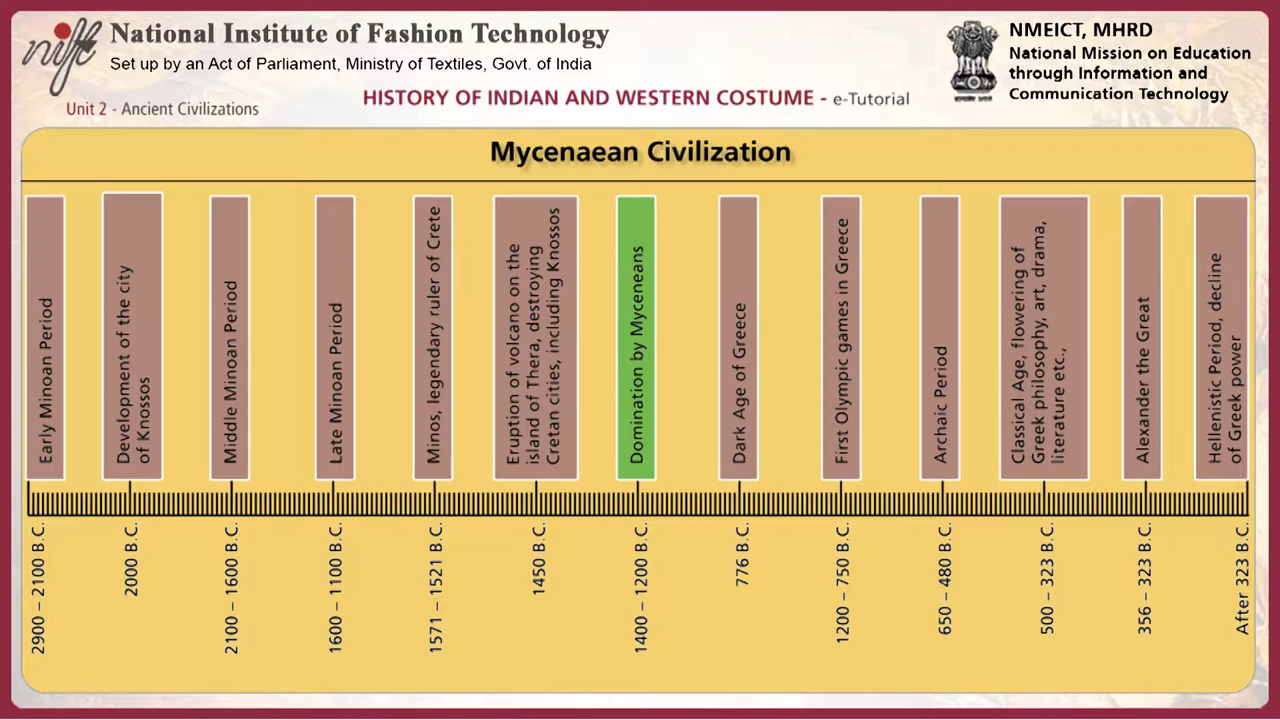 nift
National Institute of Fashion Technology
Set up by an Act of Parliament, Ministry of Textiles, Govt. of India
NMEICT, MHRD
National Mission on Education
through Information and
Communication Technology
Unit 2 - Ancient Civilizations
HISTORY OF INDIAN AND WESTERN COSTUME - e-Tutorial
Mycenaean Civilization
Early Minoan Period
Development of the city
of Knossos
Middle Minoan Period
Late Minoan Period
Minos, legendary ruler of Crete
Eruption of volcano on the
island of Thera, destroying
Cretan cities, including Knossos
Domination by Myceneans
Dark Age of Greece
First Olympic games in Greece
Archaic Period
Classical Age, flowering of
Greek philosophy, art, drama,
literature etc.,
Alexander the Great
Hellenistic Period, decline
of Greek power
2900 – 2100 B.C.
2000 B.C.
2100 – 1600 B.C.
1600 – 1100 B.C.
1571 – 1521 B.C.
1450 B.C.
1400 – 1200 B.C.
776 B.C.
1200 – 750 B.C.
650 – 480 B.C.
500 – 323 B.C.
356 – 323 B.C.
After 323 B.C.